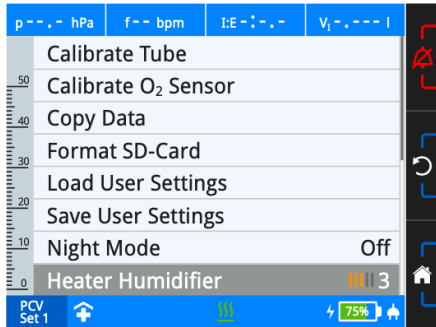 p --.- hPa f -- bpm I:E -:-.- VI -.--- l
Calibrate Tube
Calibrate O₂ Sensor
Copy Data
Format SD-Card
Load User Settings
Save User Settings
Night Mode Off
Heater Humidifier 3
50
40
30
20
10
0
PCV
Set 1
75%